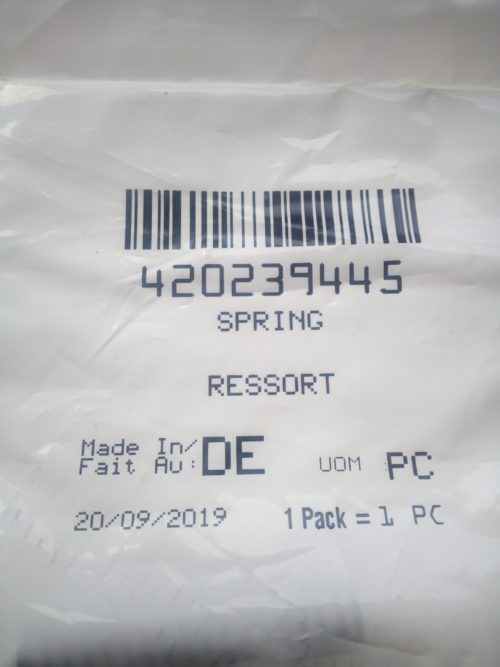 420239445
SPRING
RESSORT
Made In/
Fait Au: DE
UOM : PC
20/09/2019 1 Pack = 1 PC